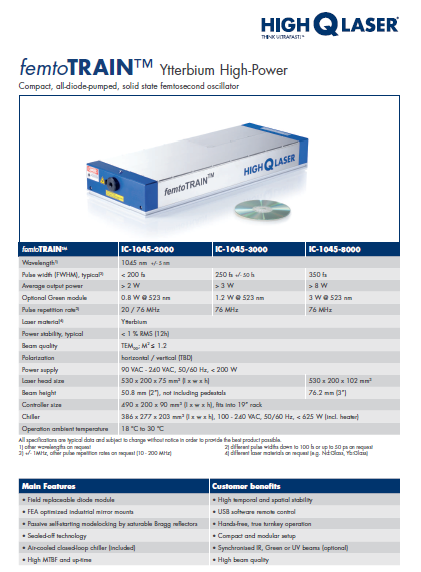 HIGH Q LASER
THINK ULTRAFAST!®
femtoTRAIN™ Ytterbium High-Power
Compact, all-diode-pumped, solid state femtosecond oscillator
femtoTRAIN™
HIGH Q LASER
femtoTRAIN™ IC-1045-2000 IC-1045-3000 IC-1045-8000
Wavelength1) 1045 nm +/- 5 nm
Pulse width (FWHM), typical2) < 200 fs 250 fs +/- 50 fs 350 fs
Average output power > 2 W > 3 W > 8 W
Optional Green module 0.8 W @ 523 nm 1.2 W @ 523 nm 3 W @ 523 nm
Pulse repetition rate3) 20 / 76 MHz 76 MHz 76 MHz
Laser material4) Ytterbium
Power stability, typical < 1 % RMS (12h)
Beam quality TEM00, M² ≤ 1.2
Polarization horizontal / vertical (TBD)
Power supply 90 VAC - 240 VAC, 50/60 Hz, < 200 W
Laser head size 530 x 200 x 75 mm³ (l x w x h) 530 x 200 x 102 mm³
Beam height 50.8 mm (2"), not including pedestals 76.2 mm (3")
Controller size 490 x 200 x 90 mm³ (l x w x h), fits into 19" rack
Chiller 386 x 277 x 203 mm³ (l x w x h), 100 - 240 VAC, 50/60 Hz, < 625 W (incl. heater)
Operation ambient temperature 18 °C to 30 °C
All specifications are typical data and subject to change without notice in order to provide the best product possible.
1) other wavelengths on request 2) different pulse widths down to 100 fs or up to 50 ps on request
3) +/- 1MHz, other pulse repetition rates on request (10 - 200 MHz) 4) different laser materials on request (e.g. Nd:Glass, Yb:Glass)
Main Features Customer benefits
• Field replaceable diode module • High temporal and spatial stability
• FEA optimized industrial mirror mounts • USB software remote control
• Passive self-starting modelocking by saturable Bragg reflectors • Hands-free, true turnkey operation
• Sealed-off technology • Compact and modular setup
• Air-cooled closed-loop chiller (included) • Synchronised IR, Green or UV beams (optional)
• High MTBF and up-time • High beam quality